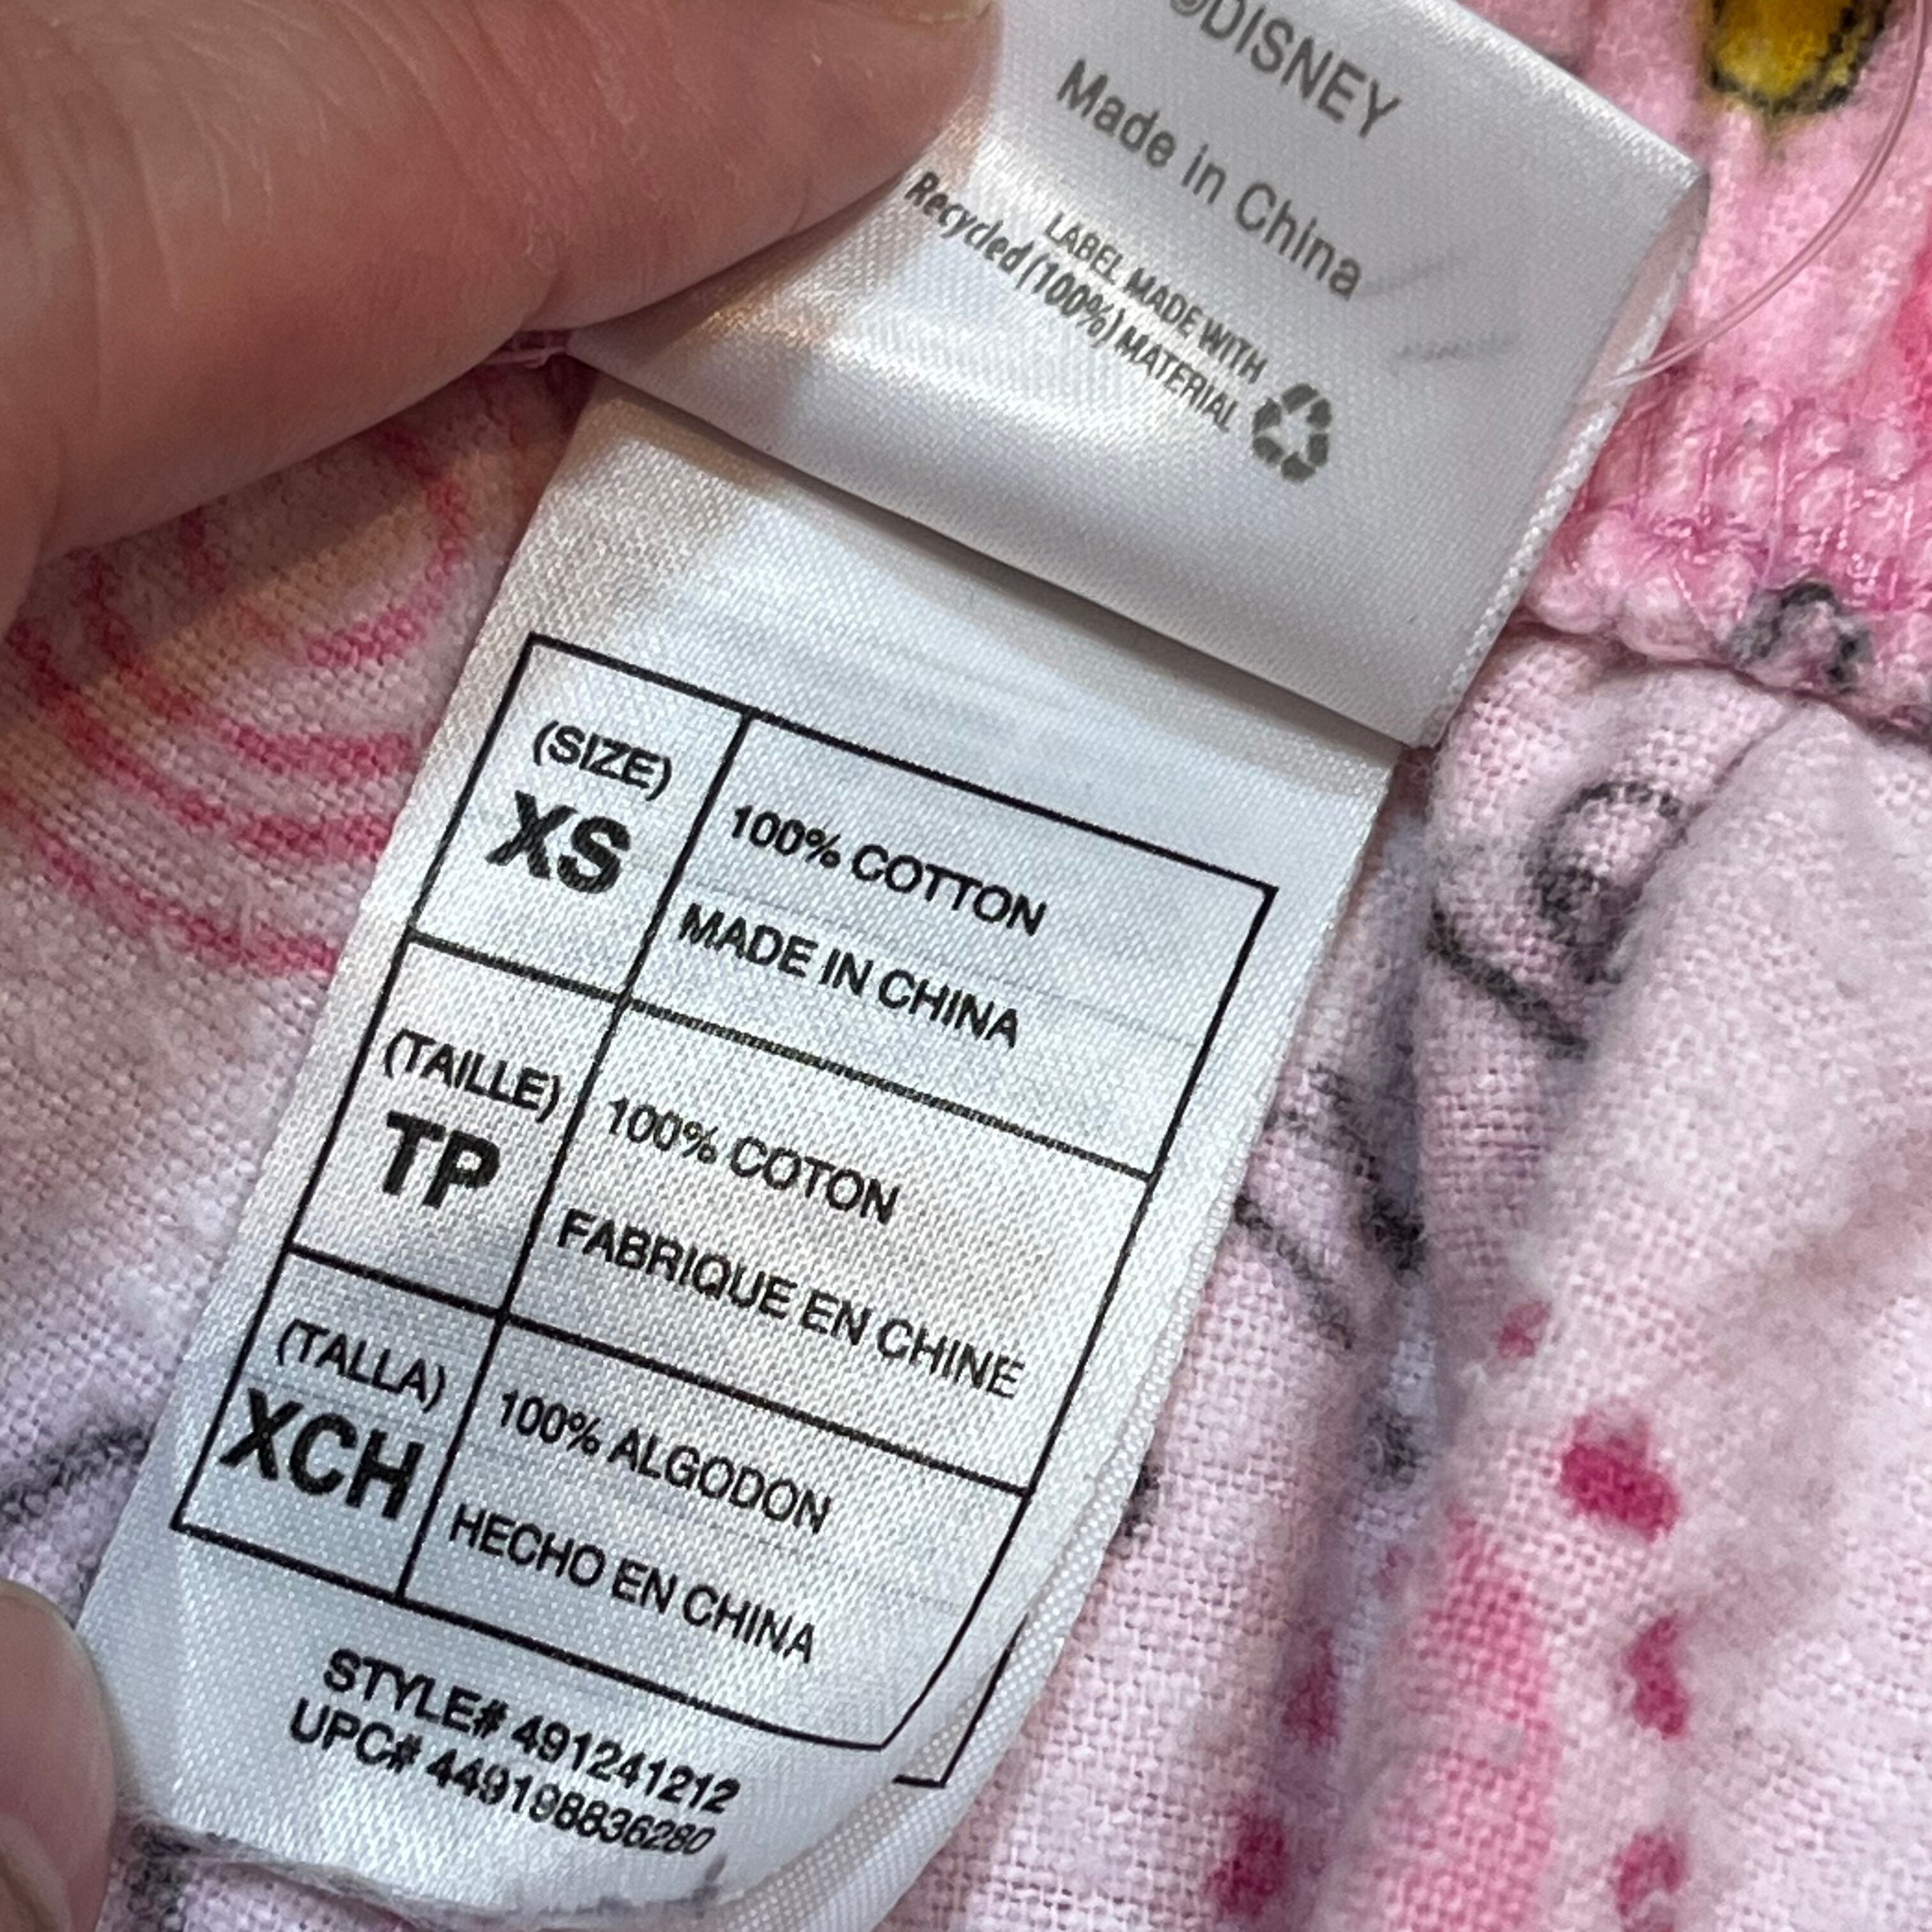 ©DISNEY
Made in China
LABEL MADE WITH
Recycled (100%) MATERIAL
(SIZE)
XS
100% COTTON
MADE IN CHINA
(TAILLE)
TP
100% COTON
FABRIQUE EN CHINE
(TALLA)
XCH
100% ALGODON
HECHO EN CHINA
STYLE# 491241212
UPC# 449198836280